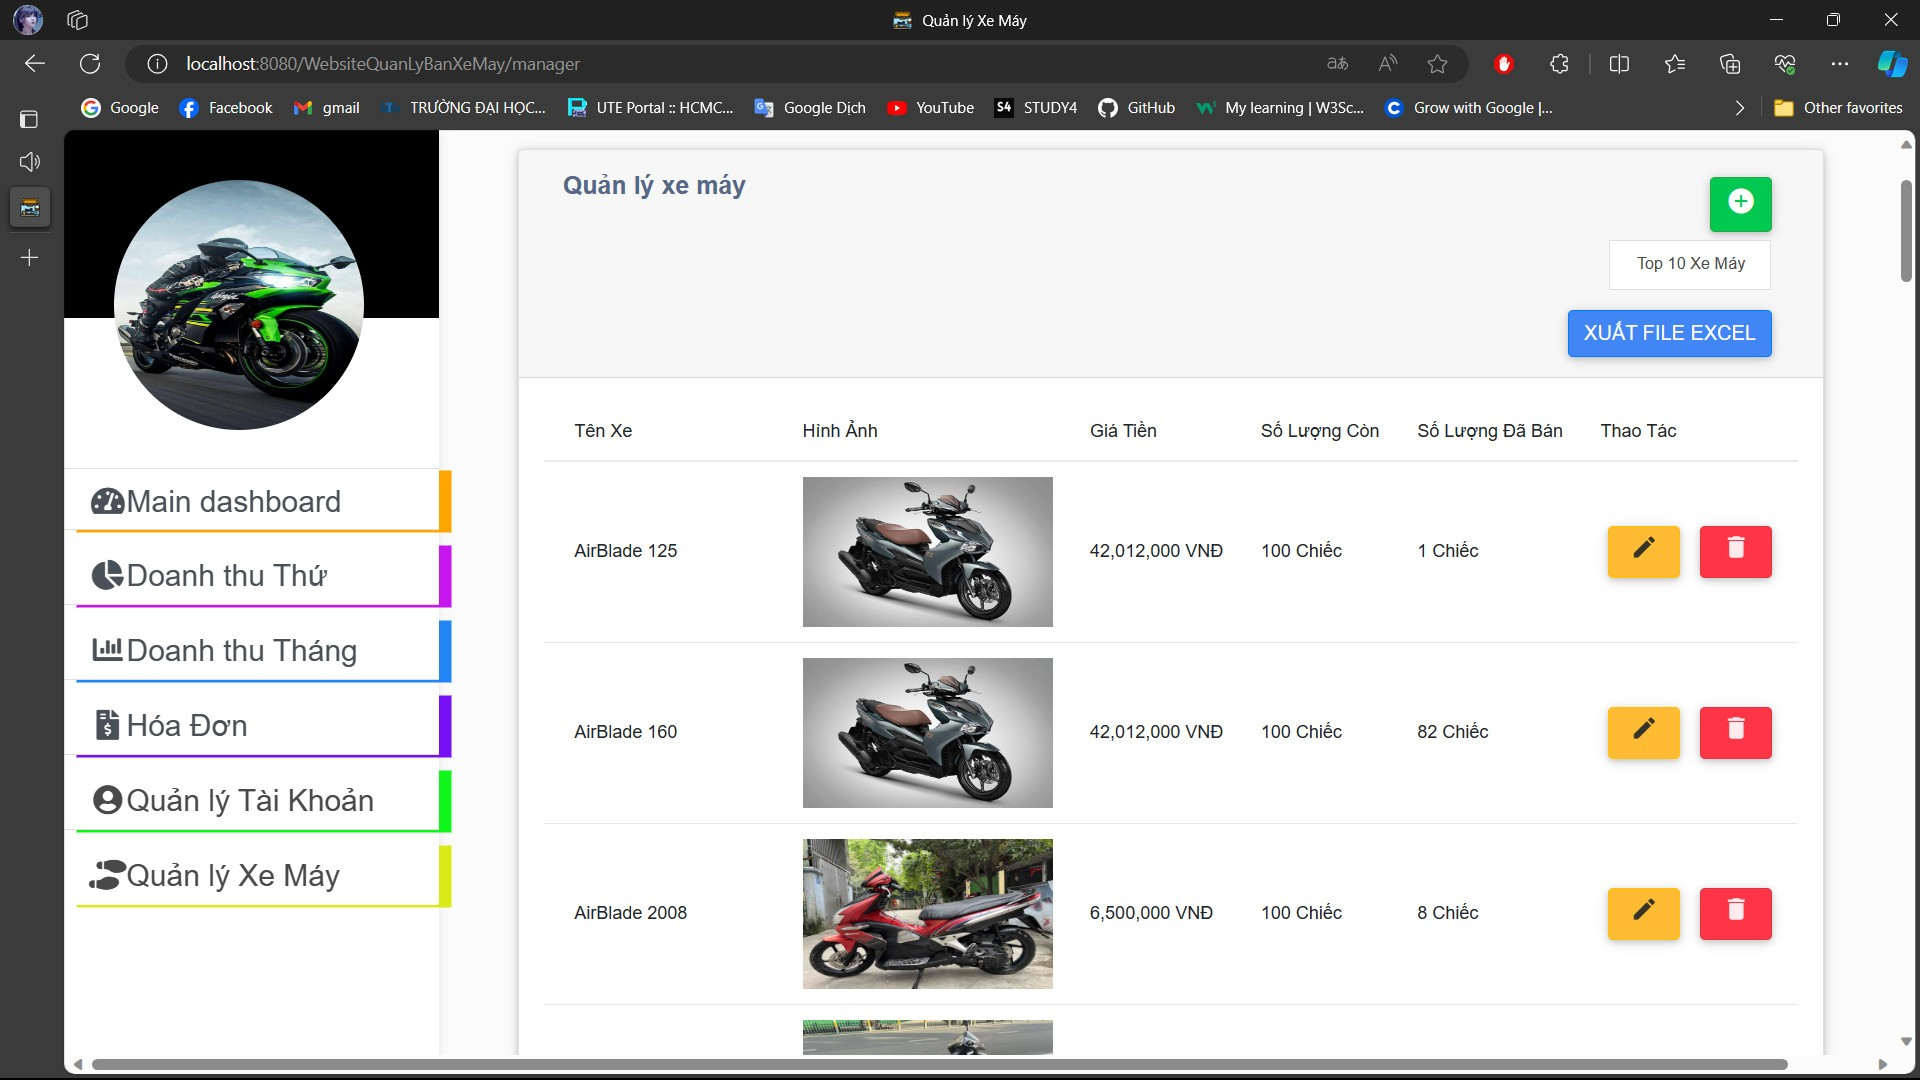 Quản lý Xe Máy
localhost:8080/WebsiteQuanLyBanXeMay/manager
Google Facebook gmail TRƯỜNG ĐẠI HỌC... UTE Portal :: HCMC... Google Dịch YouTube STUDY4 GitHub My learning | W3Sc... Grow with Google |... Other favorites
Quản lý xe máy
Top 10 Xe Máy
XUẤT FILE EXCEL
Main dashboard
Doanh thu Thứ
Doanh thu Tháng
Hóa Đơn
Quản lý Tài Khoản
Quản lý Xe Máy
Tên Xe Hình Ảnh Giá Tiền Số Lượng Còn Số Lượng Đã Bán Thao Tác
AirBlade 125 42,012,000 VNĐ 100 Chiếc 1 Chiếc
AirBlade 160 42,012,000 VNĐ 100 Chiếc 82 Chiếc
AirBlade 2008 6,500,000 VNĐ 100 Chiếc 8 Chiếc